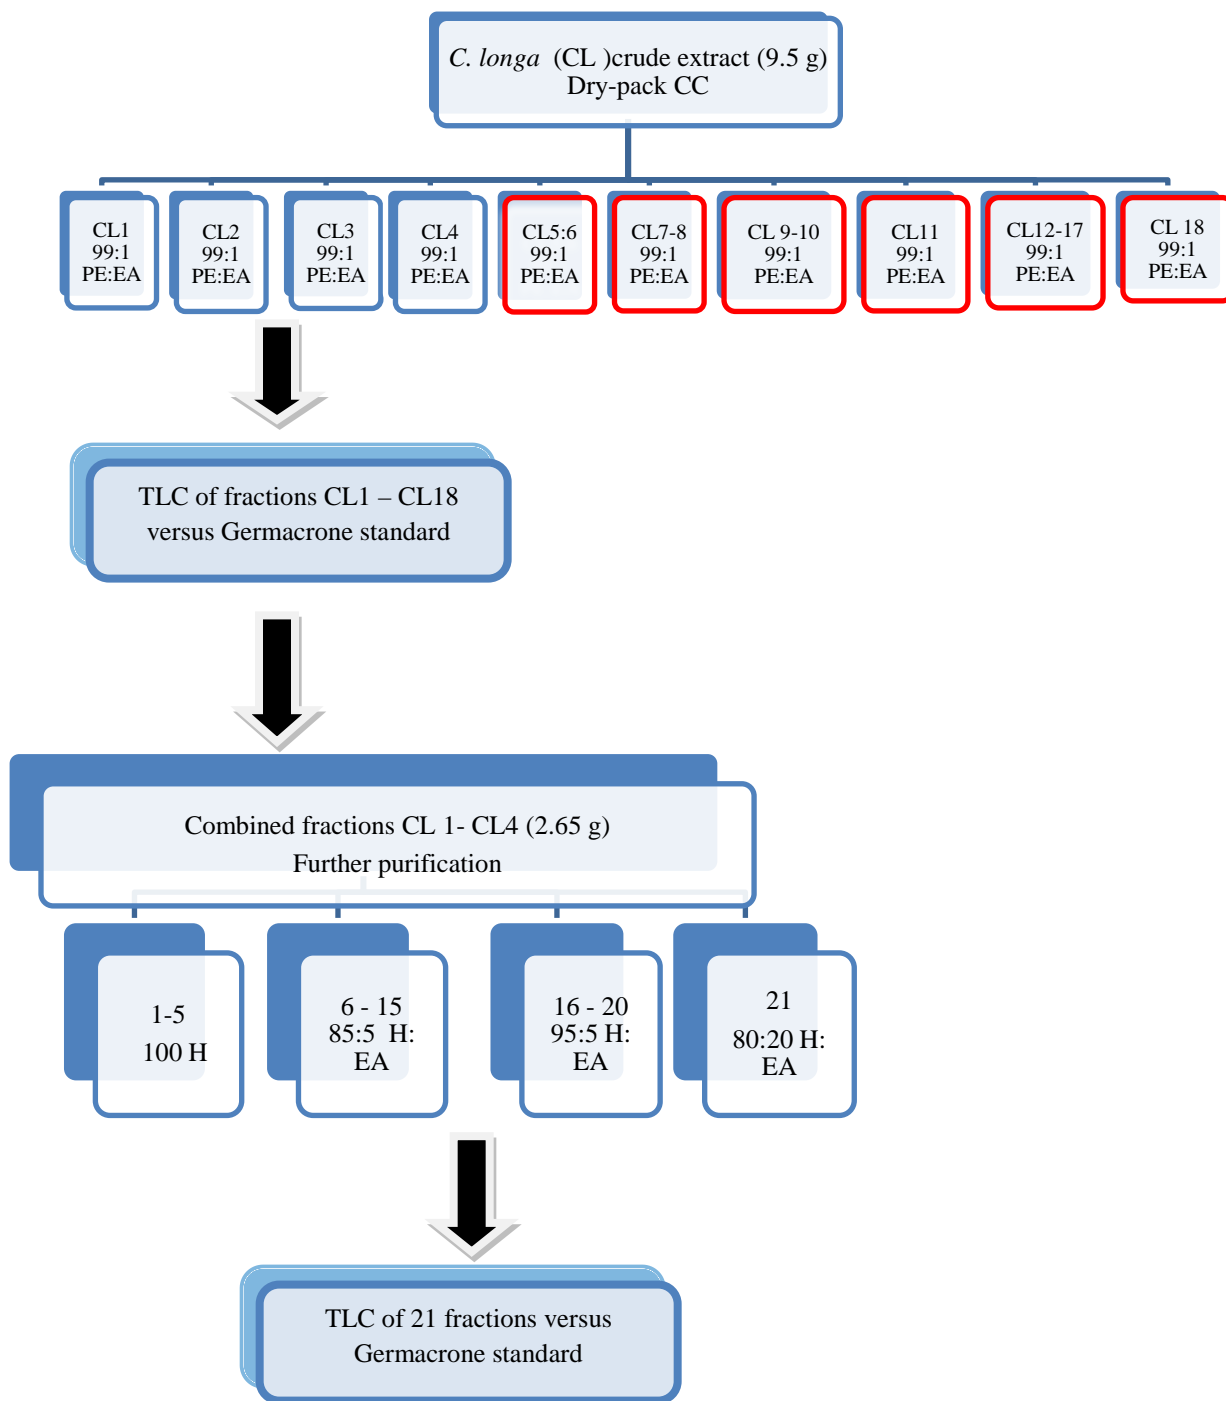 C. longa (CL )crude extract (9.5 g)
Dry-pack CC
CL1
99:1
PE:EA
CL2
99:1
PE:EA
CL3
99:1
PE:EA
CL4
99:1
PE:EA
CL5:6
99:1
PE:EA
CL7-8
99:1
PE:EA
CL 9-10
99:1
PE:EA
CL11
99:1
PE:EA
CL12-17
99:1
PE:EA
CL 18
99:1
PE:EA
TLC of fractions CL1 – CL18
versus Germacrone standard
Combined fractions CL 1- CL4 (2.65 g)
Further purification
1-5
100 H
6 - 15
85:5 H:
EA
16 - 20
95:5 H:
EA
21
80:20 H:
EA
TLC of 21 fractions versus
Germacrone standard